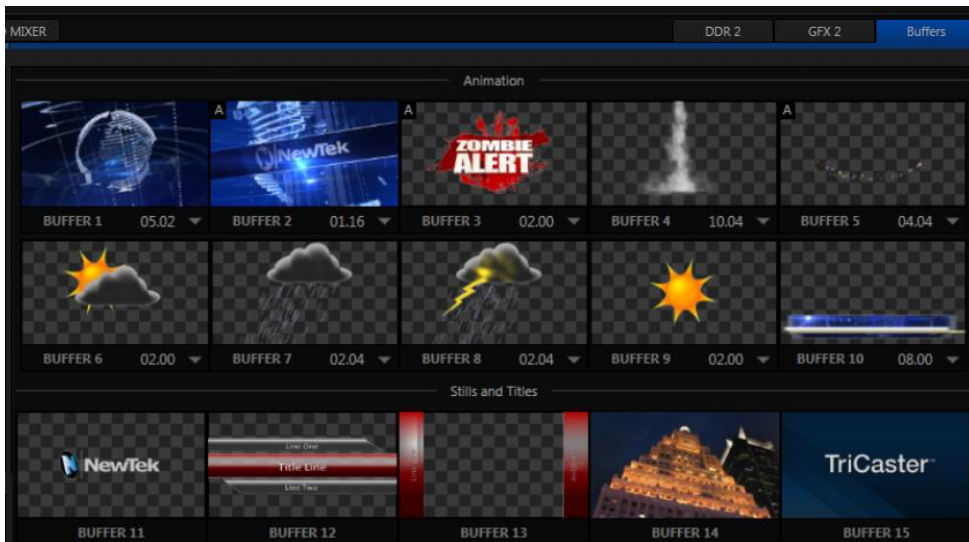 MIXER
DDR 2
GFX 2
Buffers
Animation
A
A
A
NewTek
ZOMBIE
ALERT
BUFFER 1 05.02
BUFFER 2 01.16
BUFFER 3 02.00
BUFFER 4 10.04
BUFFER 5 04.04
BUFFER 6 02.00
BUFFER 7 02.04
BUFFER 8 02.04
BUFFER 9 02.00
BUFFER 10 08.00
Stills and Titles
NewTek
Line One
Title Line
Line Two
TriCaster
BUFFER 11
BUFFER 12
BUFFER 13
BUFFER 14
BUFFER 15